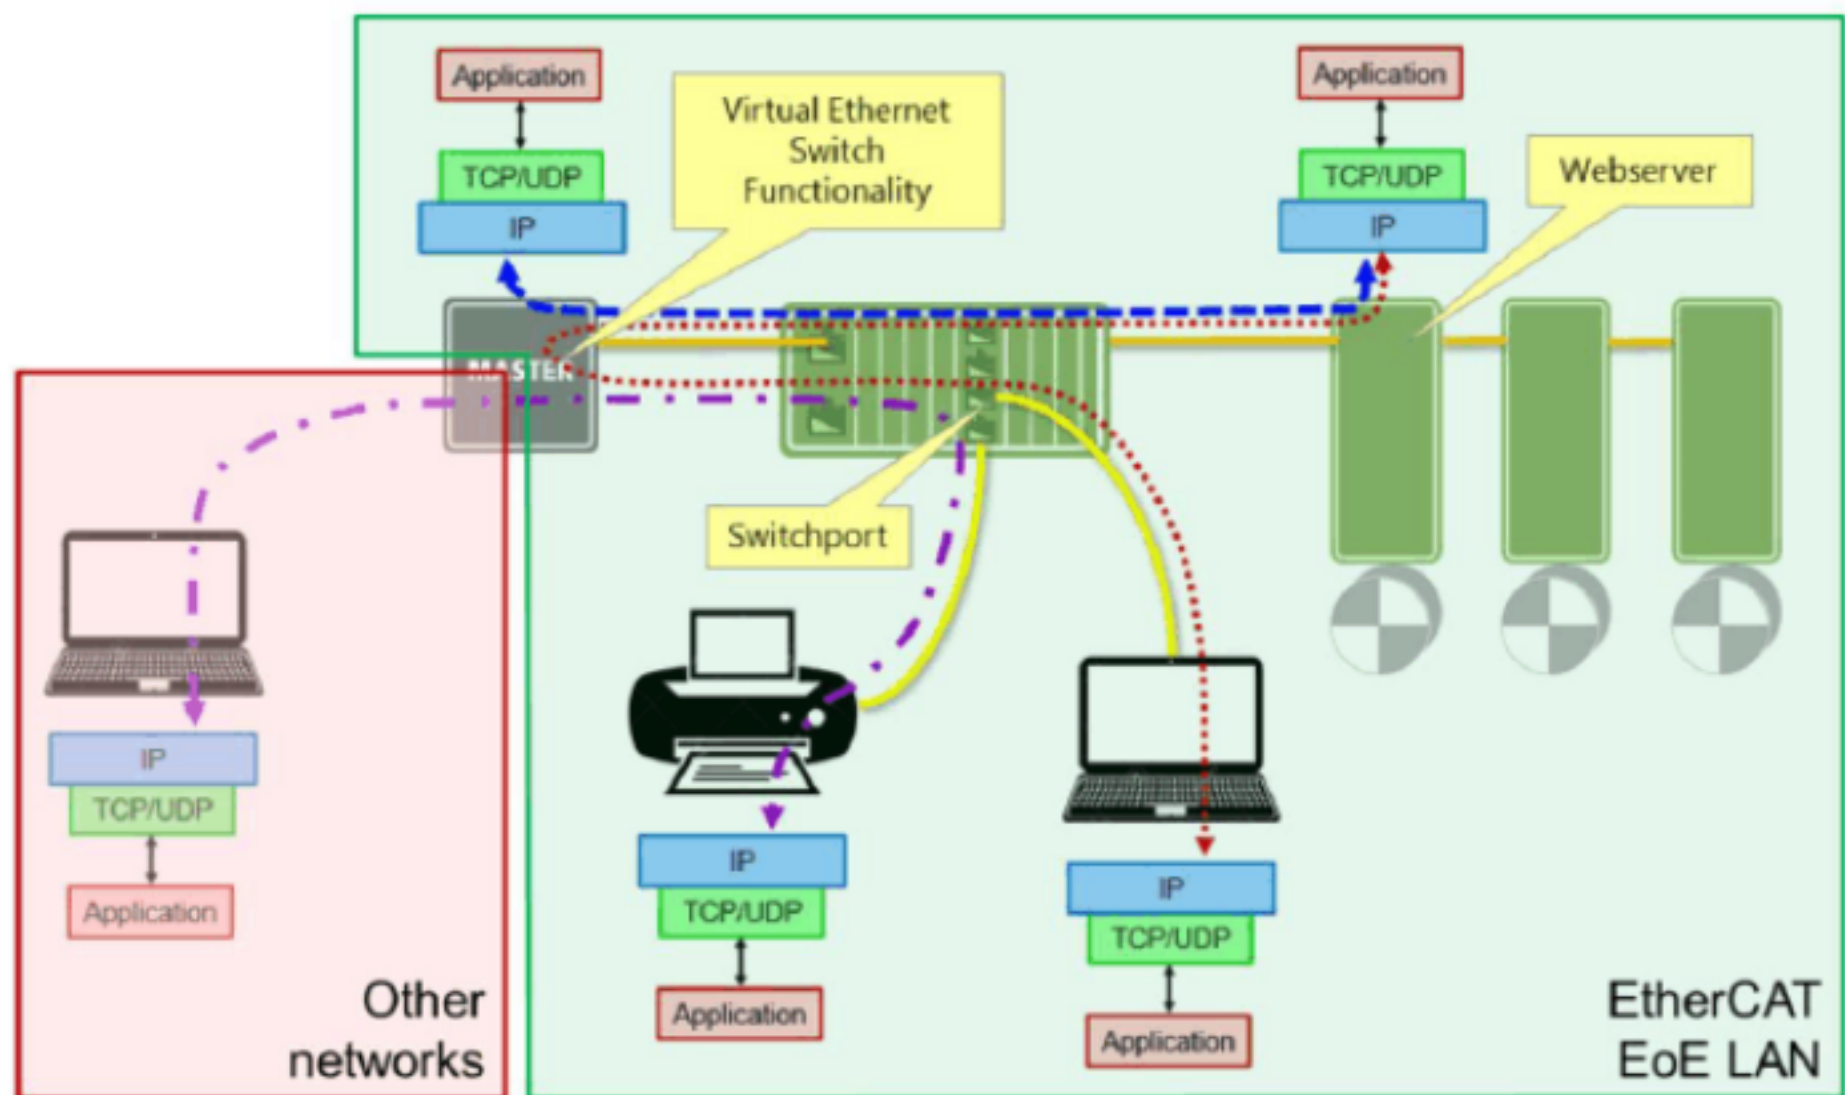 Application
TCP/UDP
IP
Virtual Ethernet
Switch
Functionality
Application
TCP/UDP
IP
Webserver
MASTER
Switchport
IP
TCP/UDP
Application
IP
TCP/UDP
Application
IP
TCP/UDP
Application
Other
networks
EtherCAT
EoE LAN